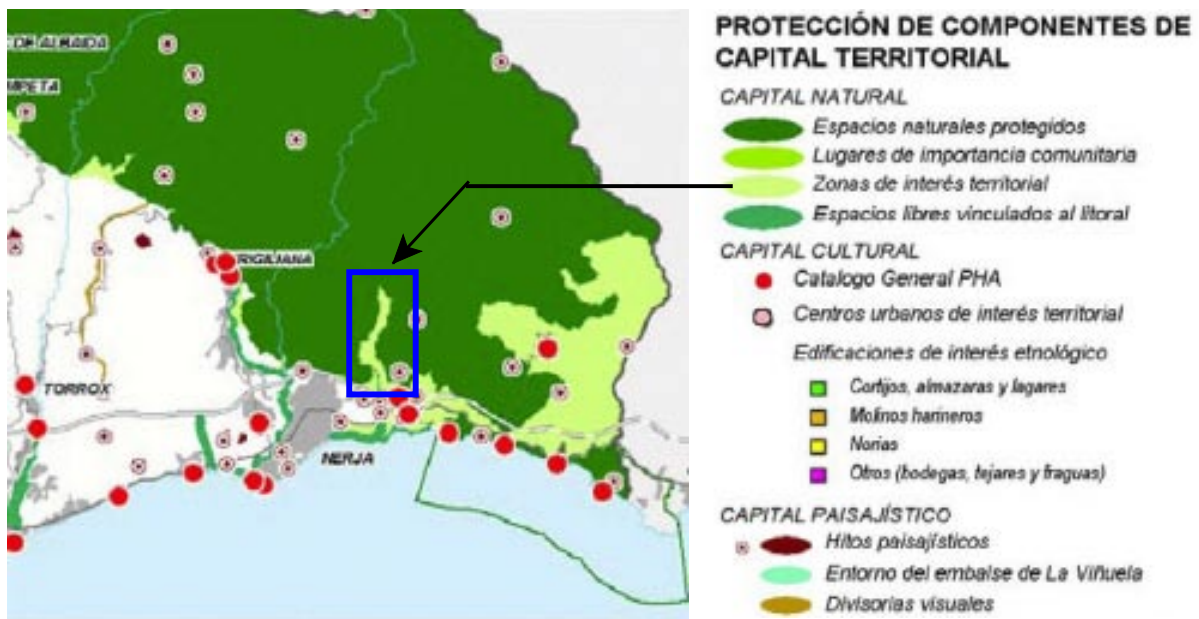 MPETA
RIGILIANA
TORROX
NERJA
PROTECCIÓN DE COMPONENTES DE
CAPITAL TERRITORIAL
CAPITAL NATURAL
Espacios naturales protegidos
Lugares de importancia comunitaria
Zonas de interés territorial
Espacios libres vinculados al litoral
CAPITAL CULTURAL
Catalogo General PHA
Centros urbanos de interés territorial
Edificaciones de interés etnológico
Cortijos, almazaras y lagares
Molinos harineros
Norias
Otros (bodegas, tejares y fraguas)
CAPITAL PAISAJÍSTICO
Hitos paisajísticos
Entorno del embalse de La Viñuela
Divisorias visuales